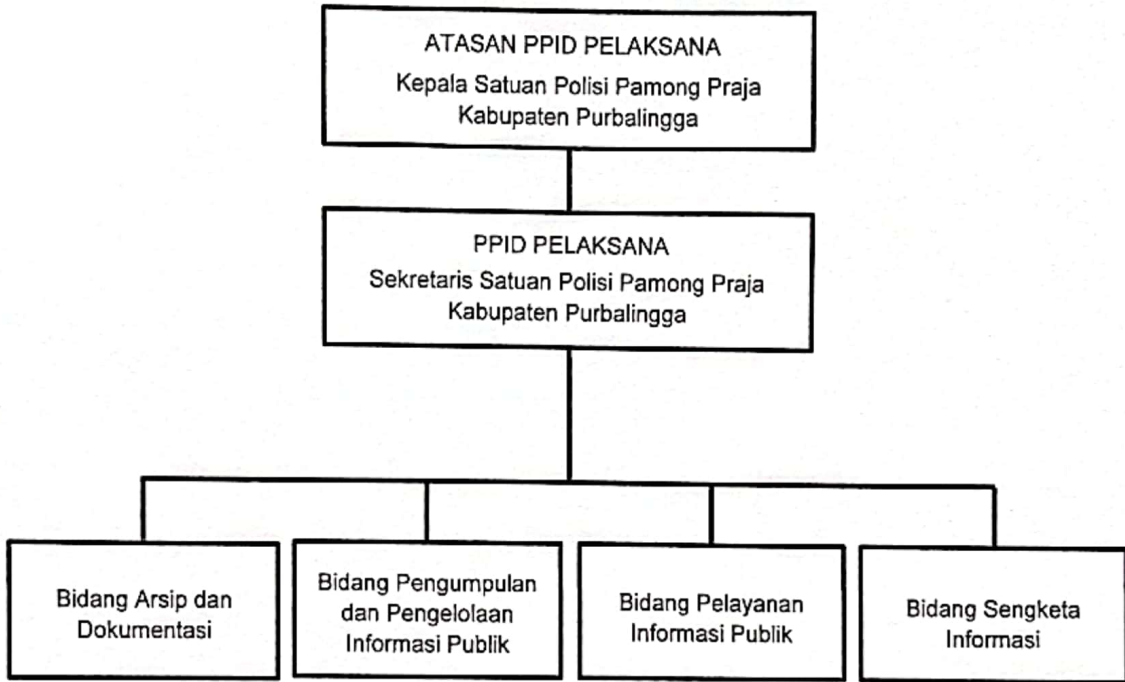 ATASAN PPID PELAKSANA
Kepala Satuan Polisi Pamong Praja
Kabupaten Purbalingga
PPID PELAKSANA
Sekretaris Satuan Polisi Pamong Praja
Kabupaten Purbalingga
Bidang Arsip dan
Dokumentasi
Bidang Pengumpulan
dan Pengelolaan
Informasi Publik
Bidang Pelayanan
Informasi Publik
Bidang Sengketa
Informasi